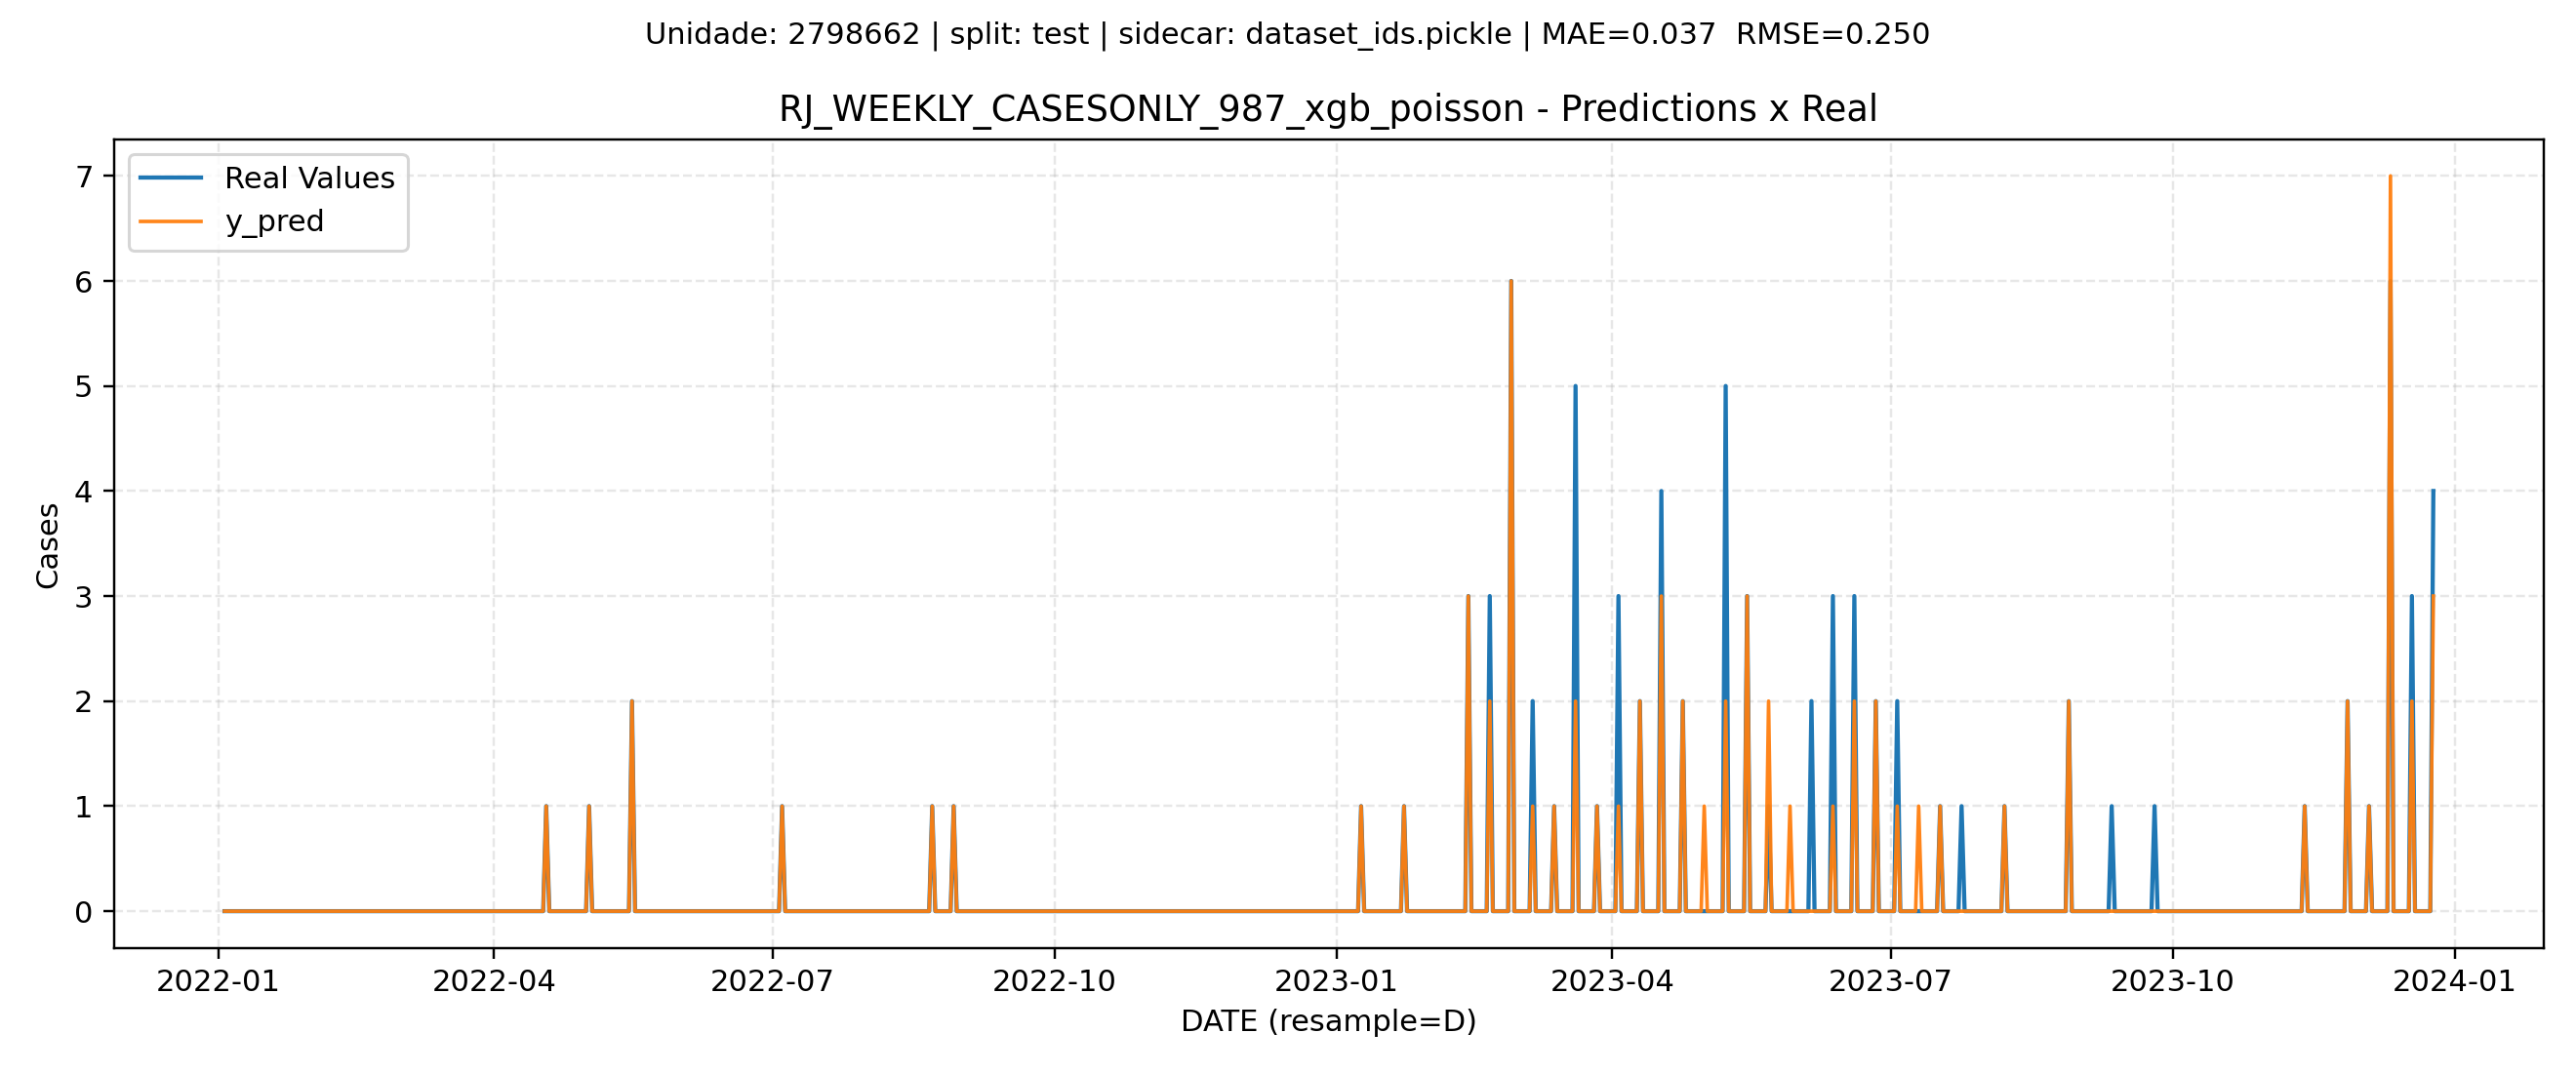 Unidade: 2798662 | split: test | sidecar: dataset_ids.pickle | MAE=0.037  RMSE=0.250
RJ_WEEKLY_CASESONLY_987_xgb_poisson - Predictions x Real
Real Values
y_pred
Cases
7
6
5
4
3
2
1
0
2022-01
2022-04
2022-07
2022-10
2023-01
2023-04
2023-07
2023-10
2024-01
DATE (resample=D)